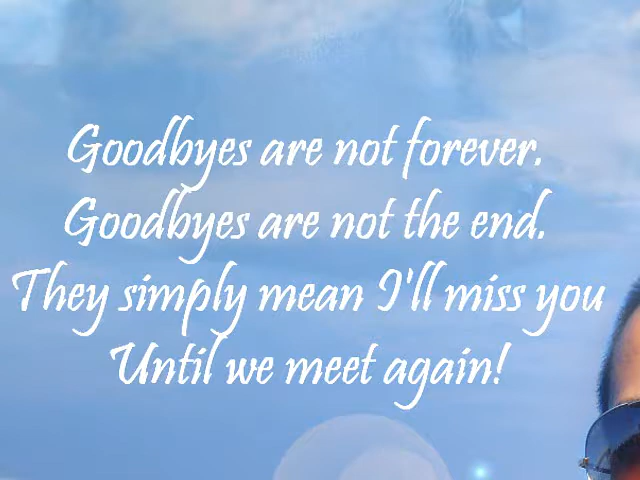 Goodbyes are not forever.
Goodbyes are not the end.
They simply mean I'll miss you
Until we meet again!